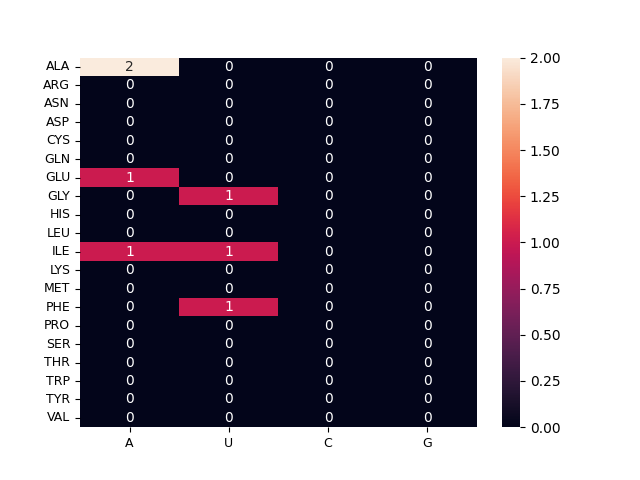 ALA 2 0 0 0
ARG 0 0 0 0
ASN 0 0 0 0
ASP 0 0 0 0
CYS 0 0 0 0
GLN 0 0 0 0
GLU 1 0 0 0
GLY 0 1 0 0
HIS 0 0 0 0
LEU 0 0 0 0
ILE 1 1 0 0
LYS 0 0 0 0
MET 0 0 0 0
PHE 0 1 0 0
PRO 0 0 0 0
SER 0 0 0 0
THR 0 0 0 0
TRP 0 0 0 0
TYR 0 0 0 0
VAL 0 0 0 0
A U C G
2.00
1.75
1.50
1.25
1.00
0.75
0.50
0.25
0.00